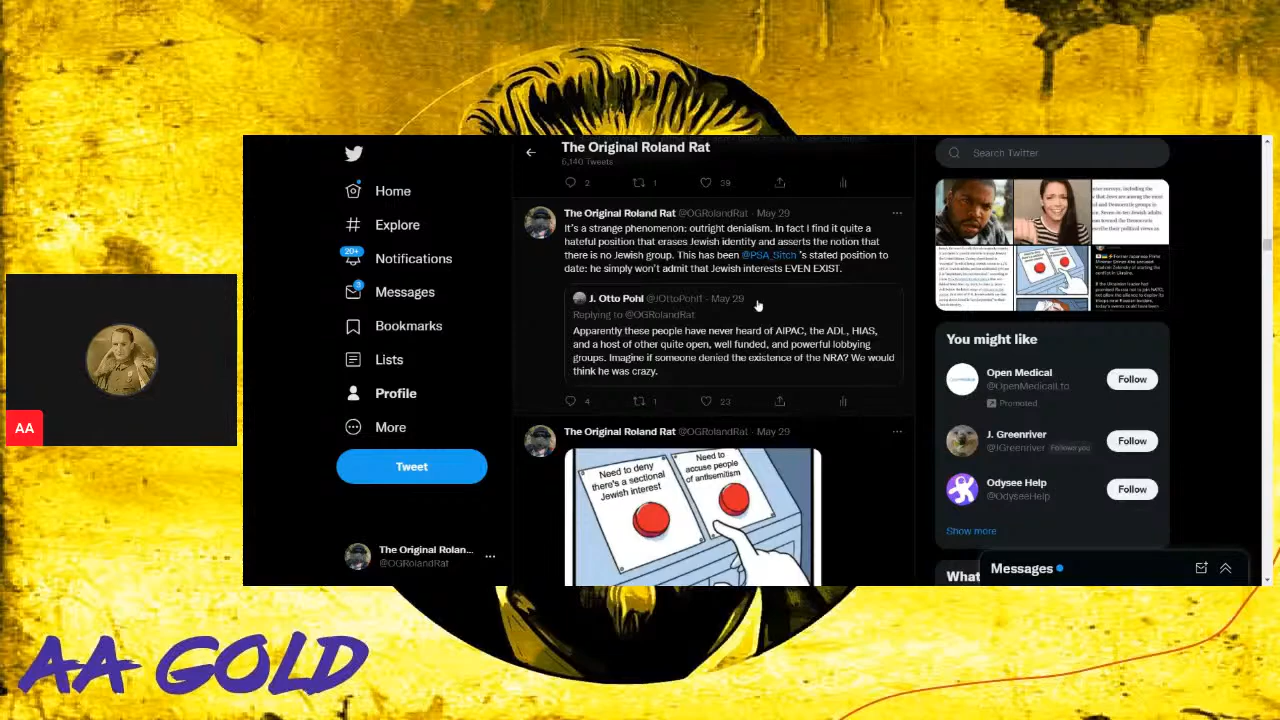 Home
Explore
20+
Notifications
3
Messages
Bookmarks
Lists
Profile
More
Tweet
The Original Rolan...
@OGRolandRat
The Original Roland Rat
6,140 Tweets
2
1
39
The Original Roland Rat @OGRolandRat · May 29
It's a strange phenomenon: outright denialism. In fact I find it quite a
hateful position that erases Jewish identity and asserts the notion that
there is no Jewish group. This has been @PSA_Sitch 's stated position to
date: he simply won't admit that Jewish interests EVEN EXIST.
J. Otto Pohl @JOttoPohl1 · May 29
Replying to @OGRolandRat
Apparently these people have never heard of AIPAC, the ADL, HIAS,
and a host of other quite open, well funded, and powerful lobbying
groups. Imagine if someone denied the existence of the NRA? We would
think he was crazy.
4
1
23
The Original Roland Rat @OGRolandRat · May 29
Need to deny
there's a sectional
Jewish interest
Need to
accuse people
of antisemitism
Search Twitter
You might like
Open Medical
Follow
Promoted
J. Greenriver
@JGreenriver Follows you
Follow
Odysee Help
@OdyseeHelp
Follow
Show more
What
Messages
AA
AA GOLD